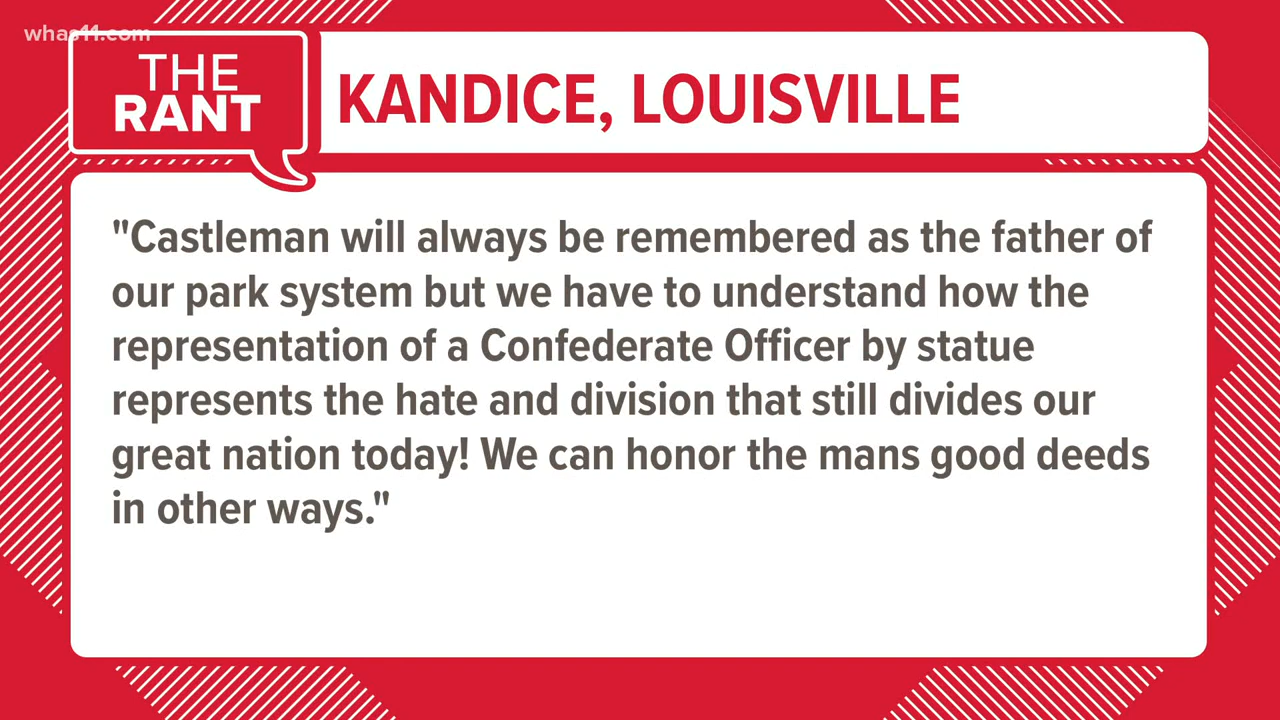 whas11.com
THE
RANT
KANDICE, LOUISVILLE
"Castleman will always be remembered as the father of
our park system but we have to understand how the
representation of a Confederate Officer by statue
represents the hate and division that still divides our
great nation today! We can honor the mans good deeds
in other ways."